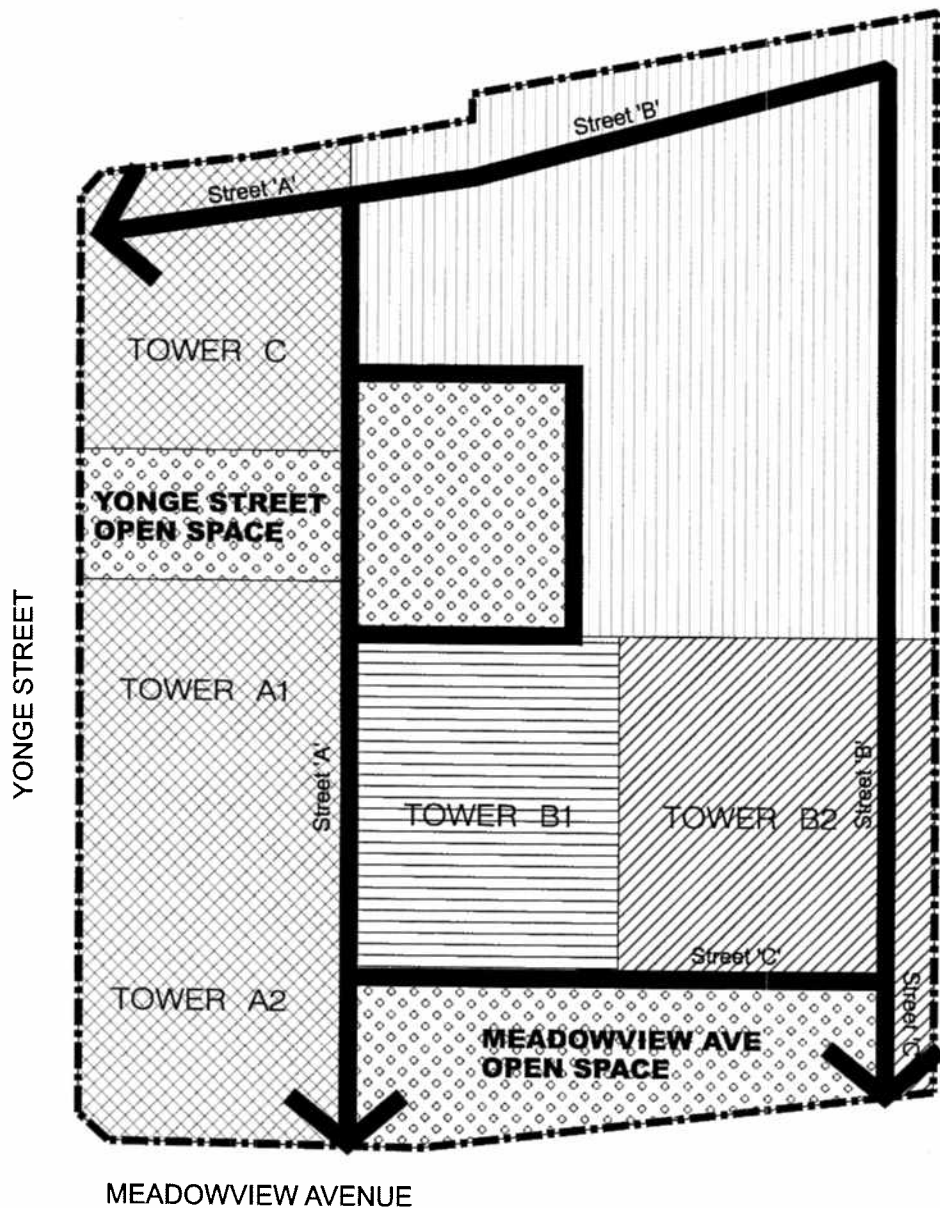 Street 'B'
Street 'A'
TOWER C
YONGE STREET
OPEN SPACE
YONGE STREET
TOWER A1
Street 'A'
TOWER B1
TOWER B2
Street 'B'
Street 'C'
TOWER A2
Street 'C'
MEADOWVIEW AVE
OPEN SPACE
MEADOWVIEW AVENUE